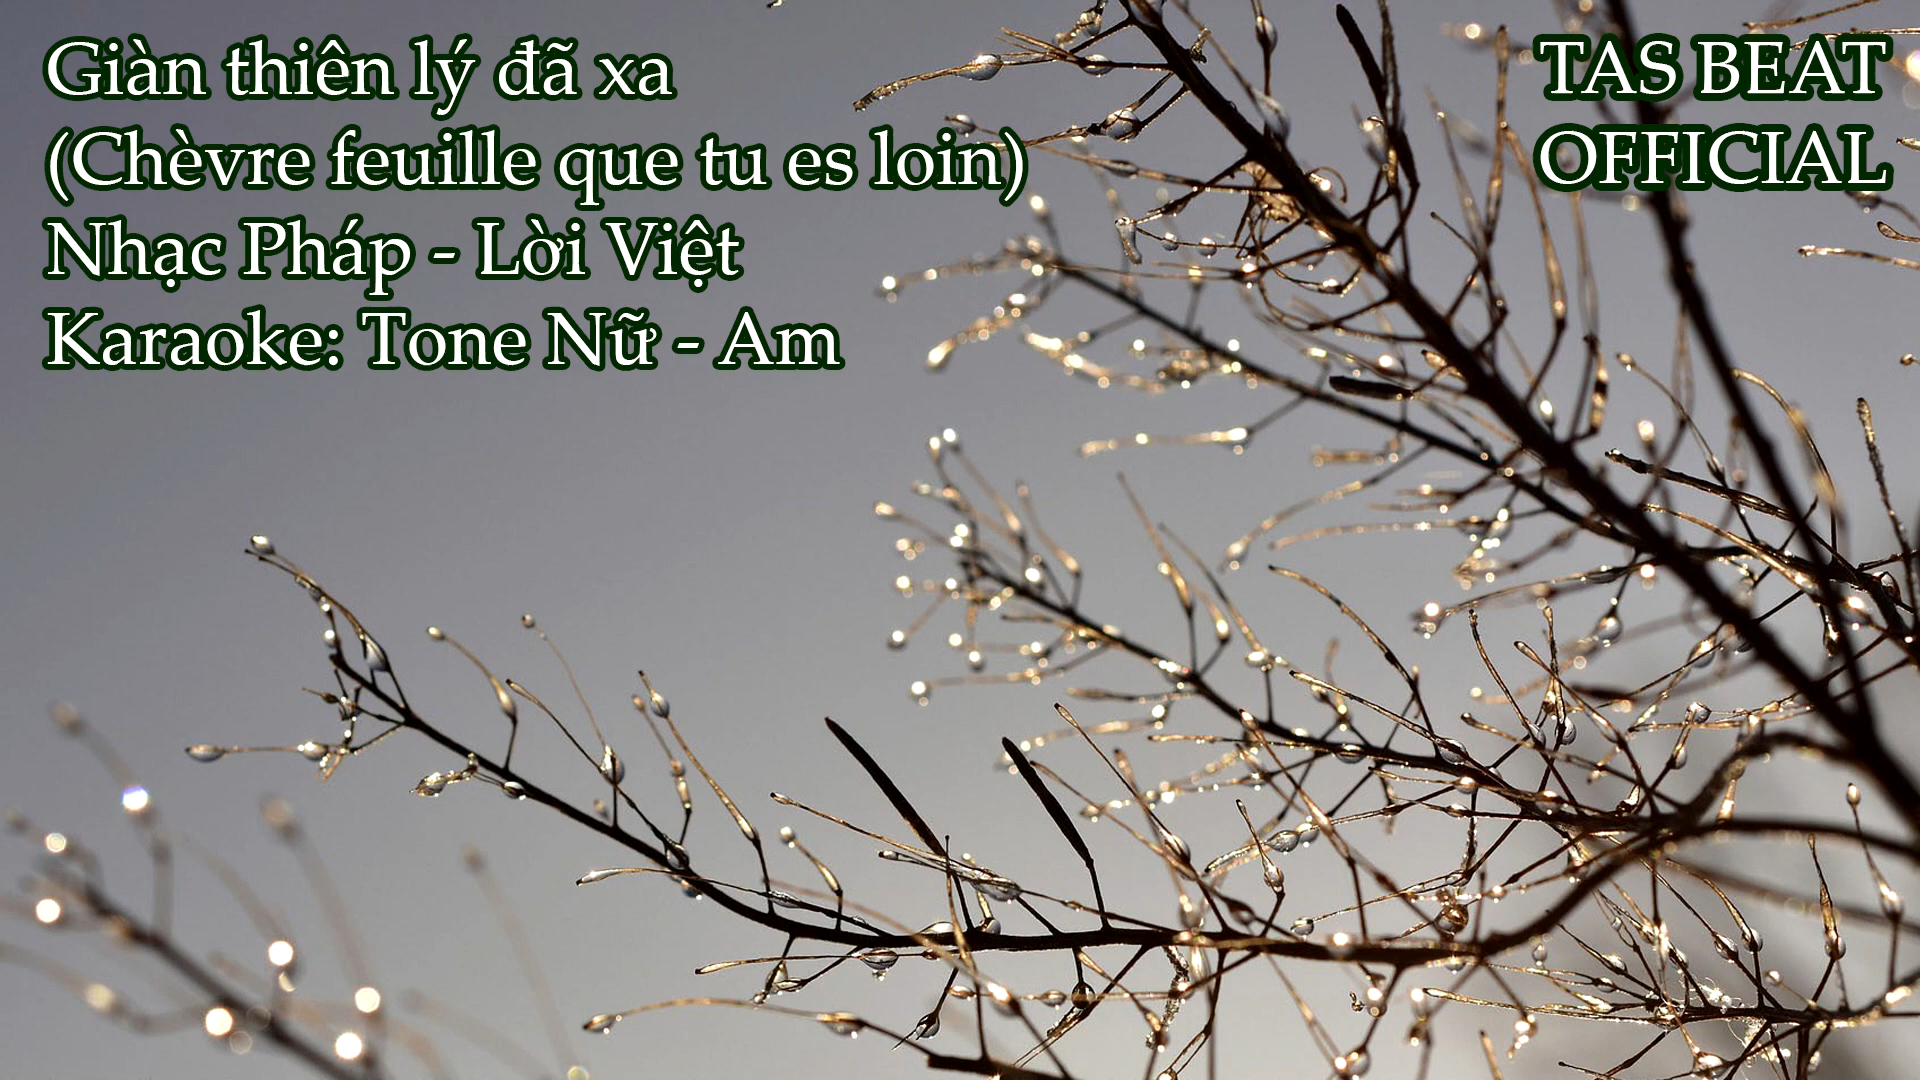 Giàn thiên lý đã xa
(Chèvre feuille que tu es loin)
Nhạc Pháp - Lời Việt
Karaoke: Tone Nữ - Am
TAS BEAT
OFFICIAL